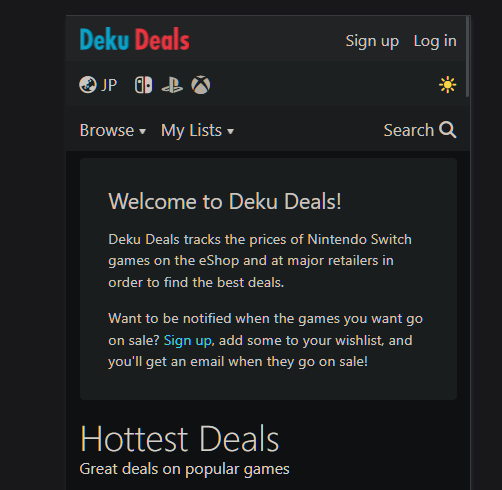 Deku Deals
Sign up Log in
JP
Browse My Lists Search
Welcome to Deku Deals!
Deku Deals tracks the prices of Nintendo Switch
games on the eShop and at major retailers in
order to find the best deals.
Want to be notified when the games you want go
on sale? Sign up, add some to your wishlist, and
you'll get an email when they go on sale!
Hottest Deals
Great deals on popular games